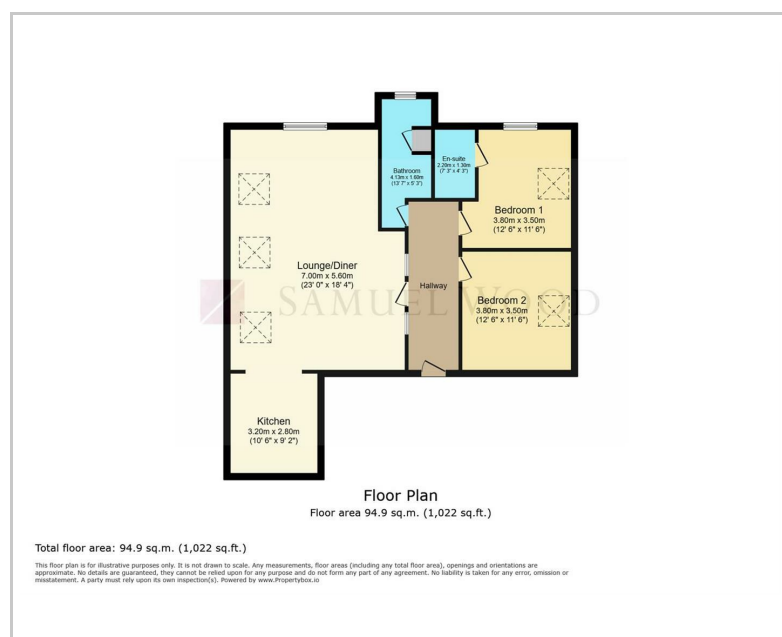 Bathroom
4.13m x 1.60m
(13' 7" x 5' 3")
En-suite
2.20m x 1.30m
(7' 3" x 4' 3")
Bedroom 1
3.80m x 3.50m
(12' 6" x 11' 6")
Lounge/Diner
7.00m x 5.60m
(23' 0" x 18' 4")
Hallway
Bedroom 2
3.80m x 3.50m
(12' 6" x 11' 6")
SAMUEL WOOD
Kitchen
3.20m x 2.80m
(10' 6" x 9' 2")
Floor Plan
Floor area 94.9 sq.m. (1,022 sq.ft.)
Total floor area: 94.9 sq.m. (1,022 sq.ft.)
This floor plan is for illustrative purposes only. It is not drawn to scale. Any measurements, floor areas (including any total floor area), openings and orientations are
approximate. No details are guaranteed, they cannot be relied upon for any purpose and do not form any part of any agreement. No liability is taken for any error, omission or
misstatement. A party must rely upon its own inspection(s). Powered by www.Propertybox.io